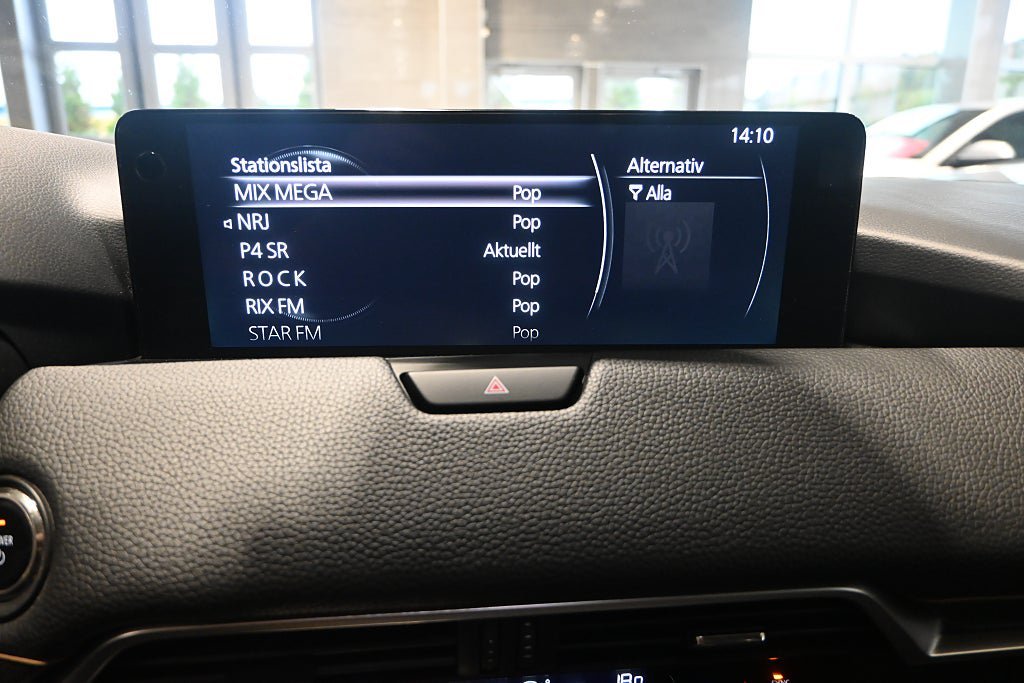 14:10
Stationslista
Alternativ
MIX MEGA Pop
Alla
NRJ Pop
P4 SR Aktuellt
ROCK Pop
RIX FM Pop
STAR FM Pop